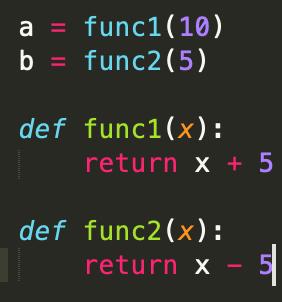 a = func1(10)
b = func2(5)

def func1(x):
    return x + 5

def func2(x):
    return x - 5